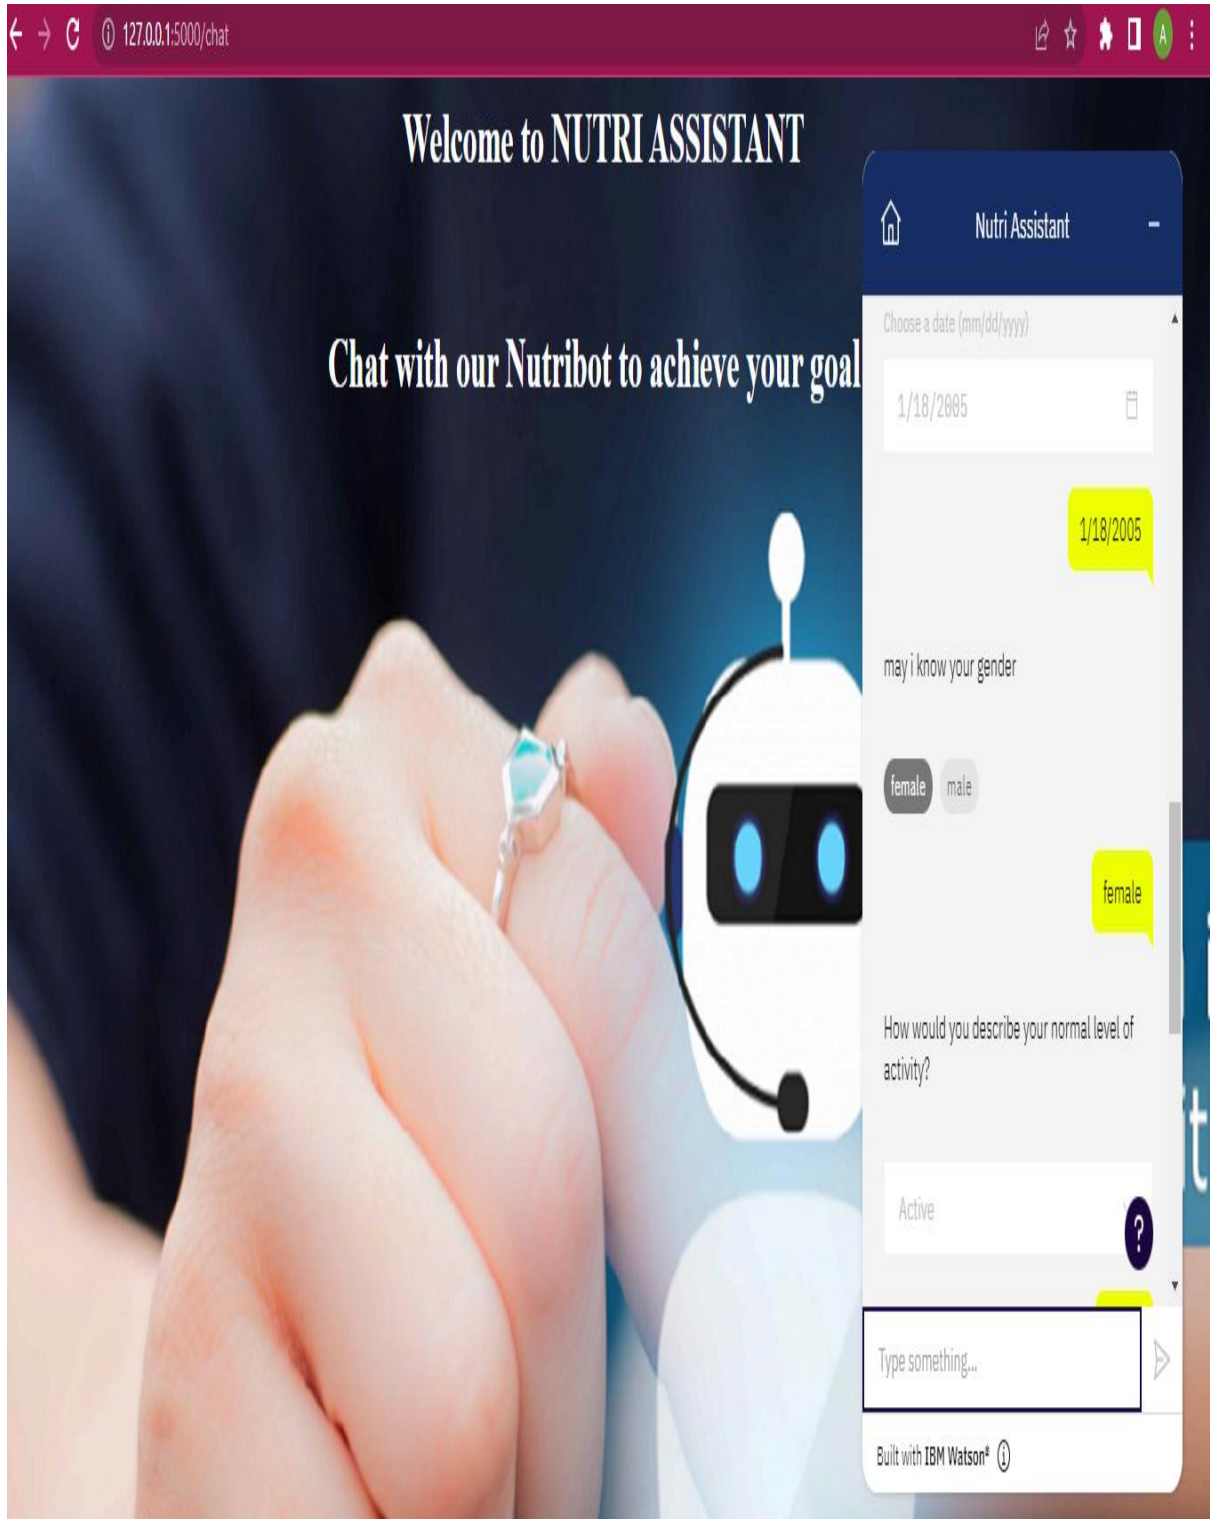 127.0.0.1:5000/chat
A
Welcome to NUTRI ASSISTANT
Chat with our Nutribot to achieve your goal
Nutri Assistant
Choose a date (mm/dd/yyyy)
1/18/2005
1/18/2005
may i know your gender
female male
female
How would you describe your normal level of
activity?
Active
?
Type something...
Built with IBM Watson®